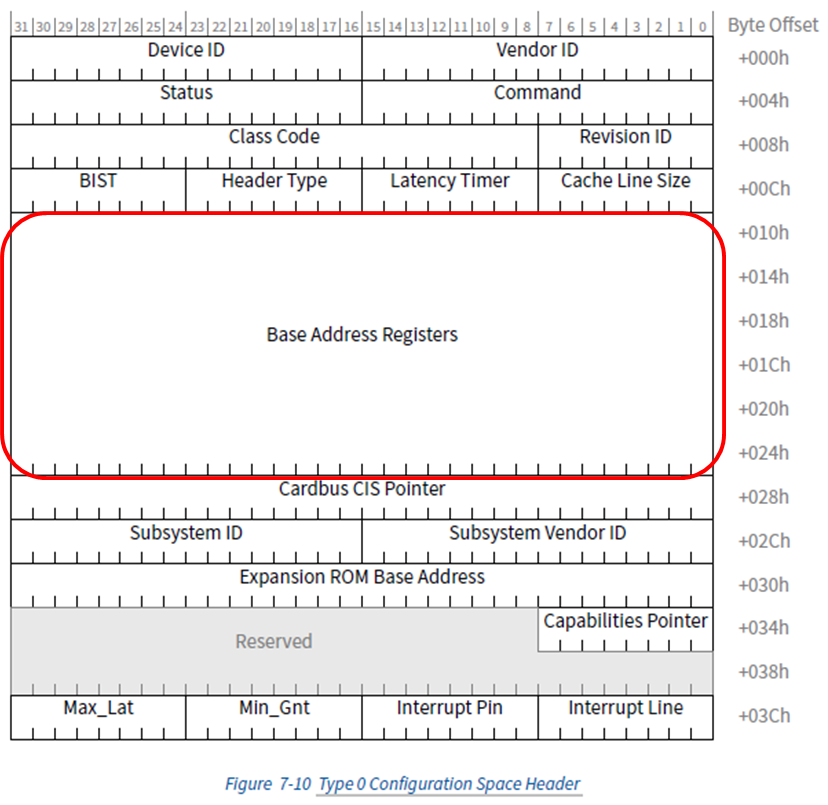 31 30 29 28 27 26 25 24 23 22 21 20 19 18 17 16 15 14 13 12 11 10 9 8 7 6 5 4 3 2 1 0 Byte Offset
Device ID Vendor ID +000h
Status Command +004h
Class Code Revision ID +008h
BIST Header Type Latency Timer Cache Line Size +00Ch
+010h
+014h
+018h
Base Address Registers
+01Ch
+020h
+024h
Cardbus CIS Pointer +028h
Subsystem ID Subsystem Vendor ID +02Ch
Expansion ROM Base Address +030h
Capabilities Pointer +034h
Reserved
+038h
Max_Lat Min_Gnt Interrupt Pin Interrupt Line +03Ch
Figure 7-10 Type 0 Configuration Space Header